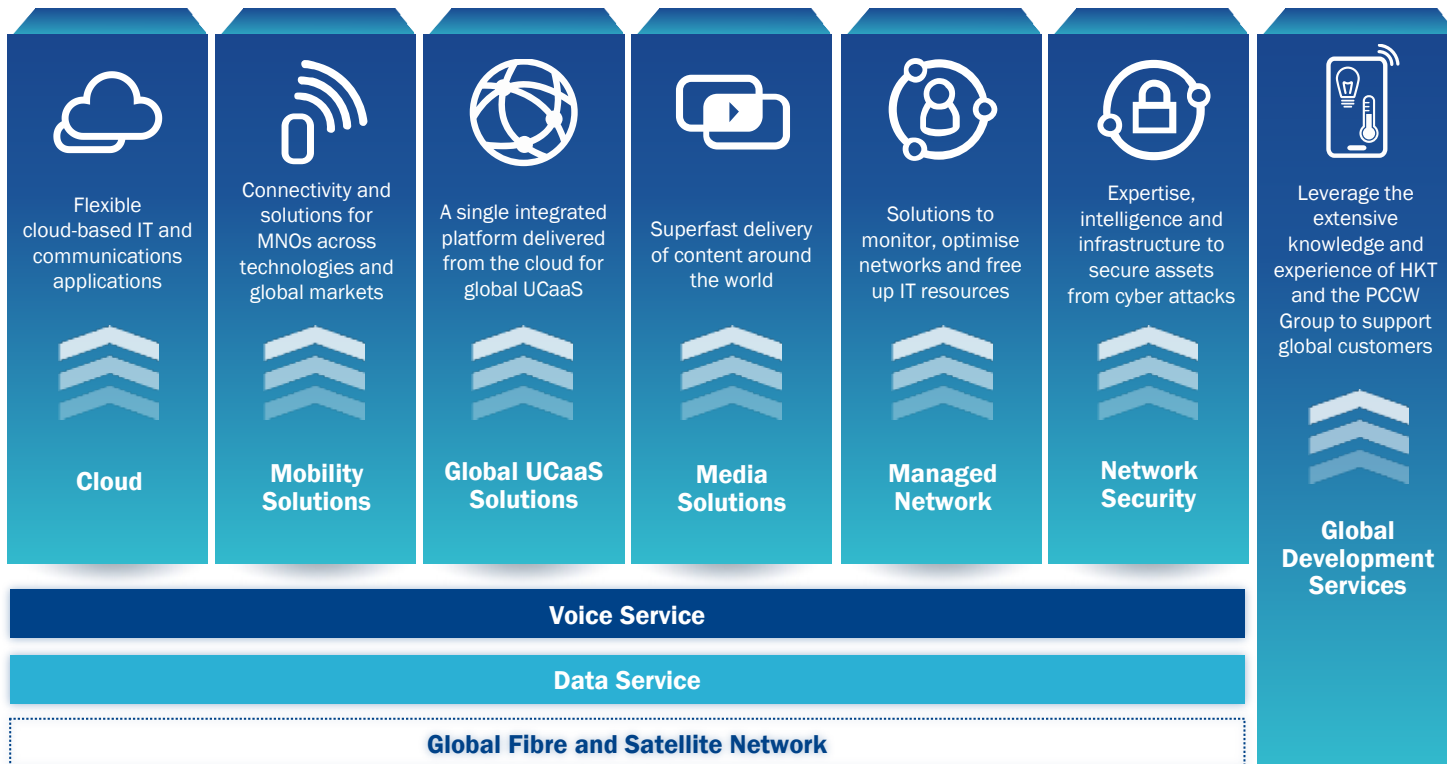 Flexible
cloud-based IT and
communications
applications
Cloud
Connectivity and
solutions for
MNOs across
technologies and
global markets
Mobility
Solutions
A single integrated
platform delivered
from the cloud for
global UCaaS
Global UCaaS
Solutions
Superfast delivery
of content around
the world
Media
Solutions
Solutions to
monitor, optimise
networks and free
up IT resources
Managed
Network
Expertise,
intelligence and
infrastructure to
secure assets
from cyber attacks
Network
Security
Leverage the
extensive
knowledge and
experience of HKT
and the PCCW
Group to support
global customers
Global
Development
Services
Voice Service
Data Service
Global Fibre and Satellite Network